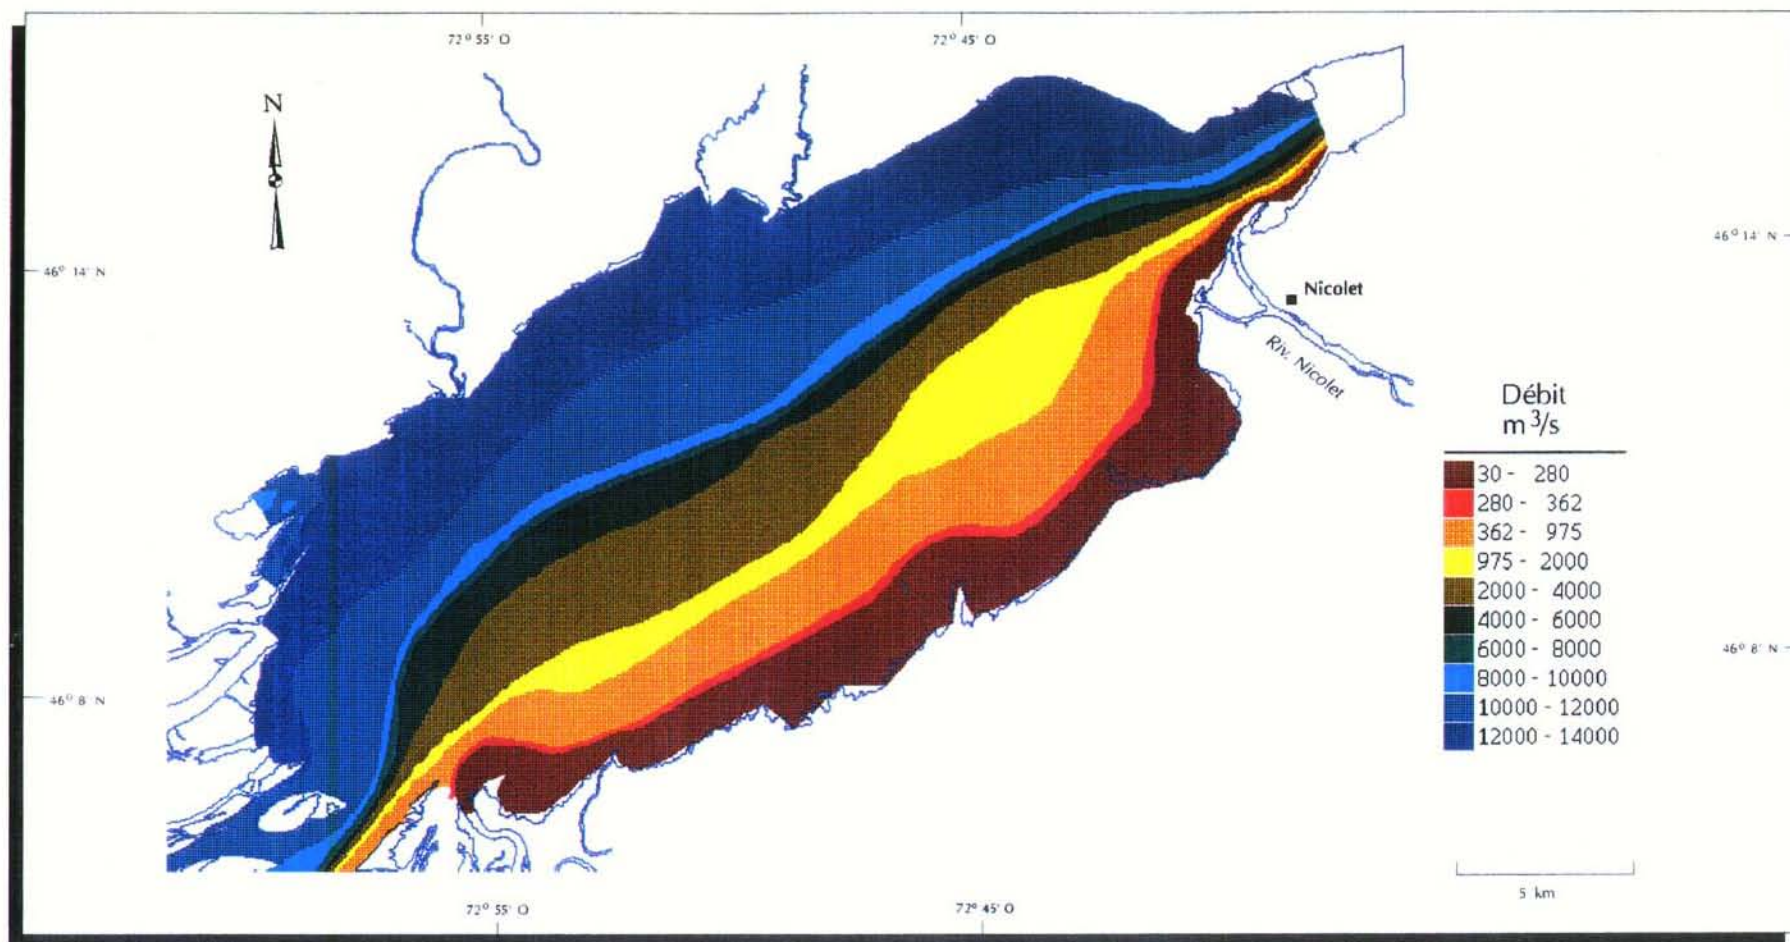 72° 55' O
72° 45' O
N
46° 14' N
46° 14' N
Nicolet
Riv. Nicolet
Débit
m³/s
30 - 280
280 - 362
362 - 975
975 - 2000
2000 - 4000
4000 - 6000
6000 - 8000
8000 - 10000
10000 - 12000
12000 - 14000
46° 8' N
46° 8' N
5 km
72° 55' O
72° 45' O